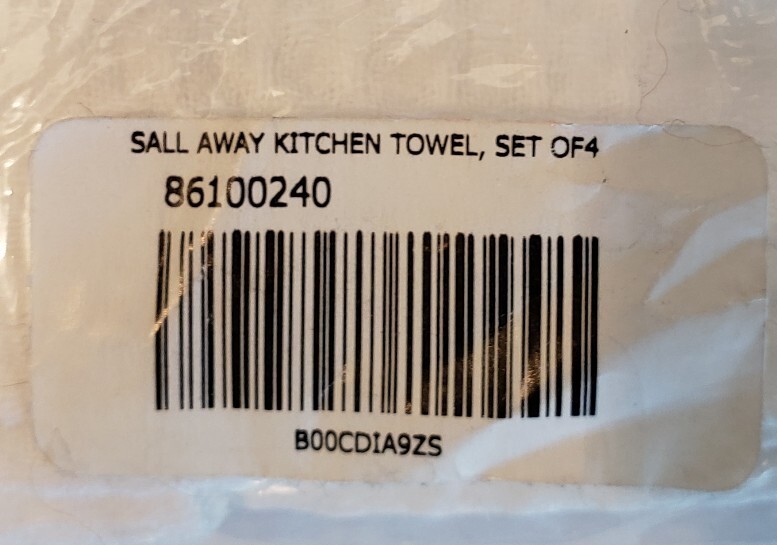 SALL AWAY KITCHEN TOWEL, SET OF4
86100240
B00CDIA9ZS